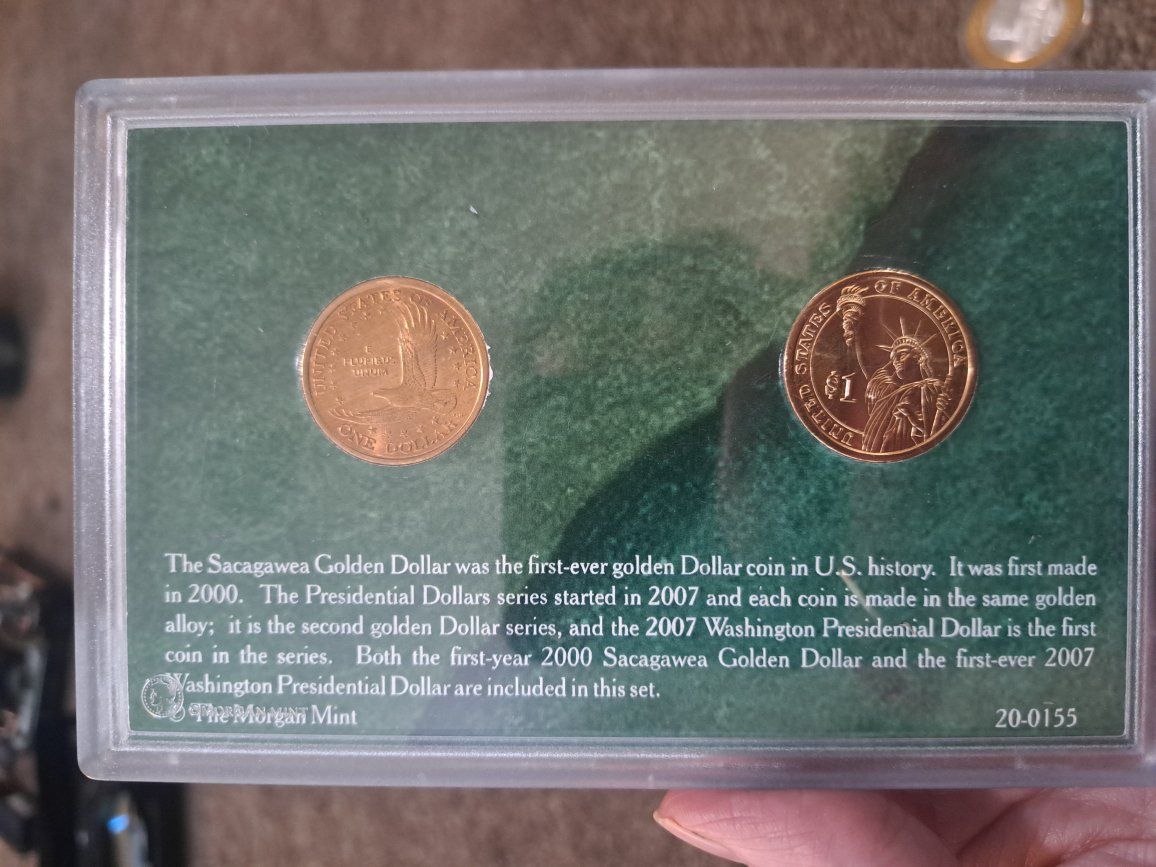 UNITED STATES OF AMERICA
E
PLURIBUS
UNUM
ONE DOLLAR
UNITED STATES OF AMERICA
$1
The Sacagawea Golden Dollar was the first-ever golden Dollar coin in U.S. history. It was first made
in 2000. The Presidential Dollars series started in 2007 and each coin is made in the same golden
alloy; it is the second golden Dollar series, and the 2007 Washington Presidential Dollar is the first
coin in the series. Both the first-year 2000 Sacagawea Golden Dollar and the first-ever 2007
Washington Presidential Dollar are included in this set.
© The Morgan Mint
MORGAN MINT
20-0155